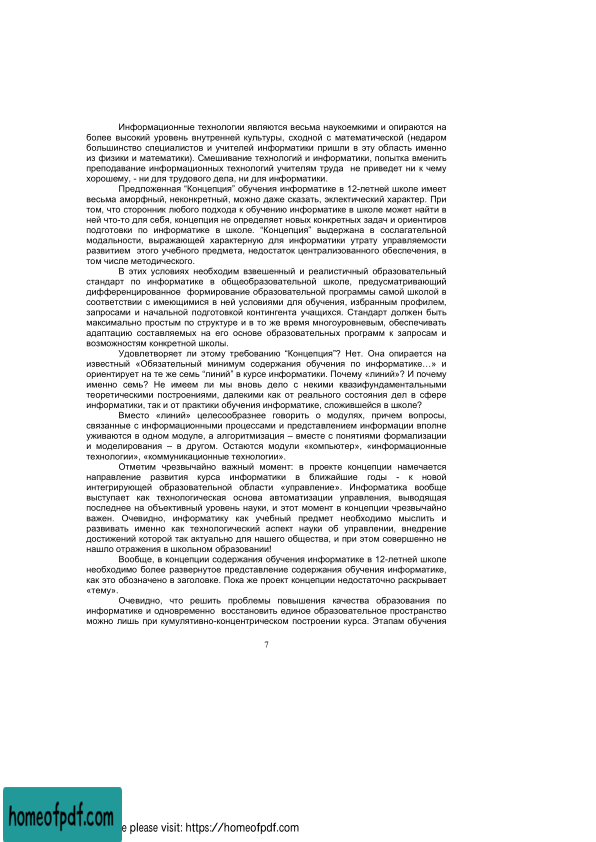 Информационные технологии являются весьма наукоемкими и опираются на
более высокий уровень внутренней культуры, сходной с математической (недаром
большинство специалистов и учителей информатики пришли в эту область именно
из физики и математики). Смешивание технологий и информатики, попытка вменить
преподавание информационных технологий учителям труда не приведет ни к чему
хорошему, - ни для трудового дела, ни для информатики.
Предложенная “Концепция” обучения информатике в 12-летней школе имеет
весьма аморфный, неконкретный, можно даже сказать, эклектический характер. При
том, что сторонник любого подхода к обучению информатике в школе может найти в
ней что-то для себя, концепция не определяет новых конкретных задач и ориентиров
подготовки по информатике в школе. “Концепция” выдержана в сослагательной
модальности, выражающей характерную для информатики утрату управляемости
развитием этого учебного предмета, недостаток централизованного обеспечения, в
том числе методического.
В этих условиях необходим взвешенный и реалистичный образовательный
стандарт по информатике в общеобразовательной школе, предусматривающий
дифференцированное формирование образовательной программы самой школой в
соответствии с имеющимися в ней условиями для обучения, избранным профилем,
запросами и начальной подготовкой контингента учащихся. Стандарт должен быть
максимально простым по структуре и в то же время многоуровневым, обеспечивать
адаптацию составляемых на его основе образовательных программ к запросам и
возможностям конкретной школы.
Удовлетворяет ли этому требованию “Концепция”? Нет. Она опирается на
известный «Обязательный минимум содержания обучения по информатике…» и
ориентирует на те же семь “линий” в курсе информатики. Почему «линий»? И почему
именно семь? Не имеем ли мы вновь дело с некими квазифундаментальными
теоретическими построениями, далекими как от реального состояния дел в сфере
информатики, так и от практики обучения информатике, сложившейся в школе?
Вместо «линий» целесообразнее говорить о модулях, причем вопросы,
связанные с информационными процессами и представлением информации вполне
уживаются в одном модуле, а алгоритмизация – вместе с понятиями формализации
и моделирования – в другом. Остаются модули «компьютер», «информационные
технологии», «коммуникационные технологии».
Отметим чрезвычайно важный момент: в проекте концепции намечается
направление развития курса информатики в ближайшие годы - к новой
интегрирующей образовательной области «управление». Информатика вообще
выступает как технологическая основа автоматизации управления, выводящая
последнее на объективный уровень науки, и этот момент в концепции чрезвычайно
важен. Очевидно, информатику как учебный предмет необходимо мыслить и
развивать именно как технологический аспект науки об управлении, внедрение
достижений которой так актуально для нашего общества, и при этом совершенно не
нашло отражения в школьном образовании!
Вообще, в концепции содержания обучения информатике в 12-летней школе
необходимо более развернутое представление содержания обучения информатике,
как это обозначено в заголовке. Пока же проект концепции недостаточно раскрывает
«тему».
Очевидно, что решить проблемы повышения качества образования по
информатике и одновременно восстановить единое образовательное пространство
можно лишь при кумулятивно-концентрическом построении курса. Этапам обучения
7
homeofpdf.com
e please visit: https://homeofpdf.com